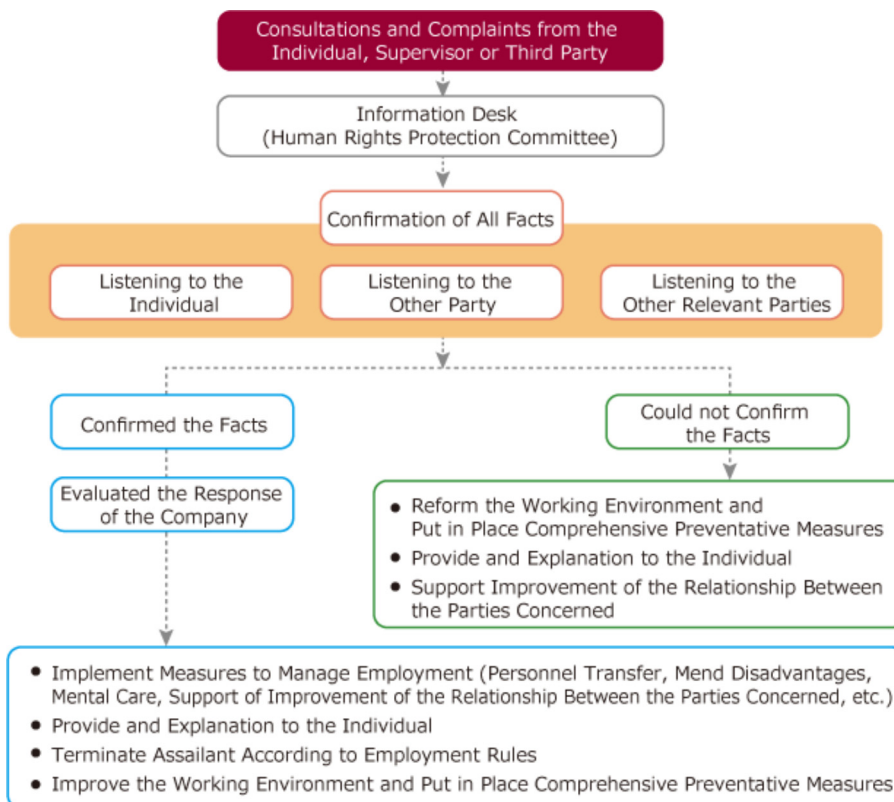 Consultations and Complaints from the
Individual, Supervisor or Third Party
Information Desk
(Human Rights Protection Committee)
Confirmation of All Facts
Listening to the
Individual
Listening to the
Other Party
Listening to the
Other Relevant Parties
Confirmed the Facts
Could not Confirm
the Facts
Evaluated the Response
of the Company
● Reform the Working Environment and
Put in Place Comprehensive Preventative Measures
● Provide and Explanation to the Individual
● Support Improvement of the Relationship Between
the Parties Concerned
● Implement Measures to Manage Employment (Personnel Transfer, Mend Disadvantages,
Mental Care, Support of Improvement of the Relationship Between the Parties Concerned, etc.)
● Provide and Explanation to the Individual
● Terminate Assailant According to Employment Rules
● Improve the Working Environment and Put in Place Comprehensive Preventative Measures